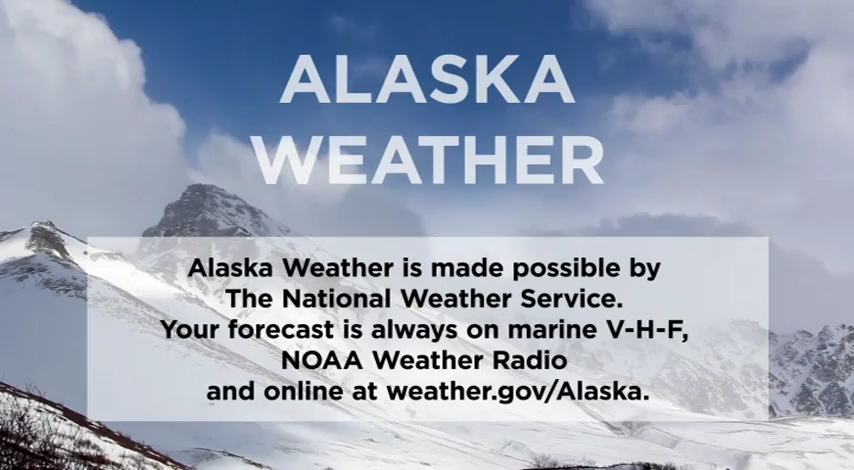 ALASKA
WEATHER
Alaska Weather is made possible by
The National Weather Service.
Your forecast is always on marine V-H-F,
NOAA Weather Radio
and online at weather.gov/Alaska.